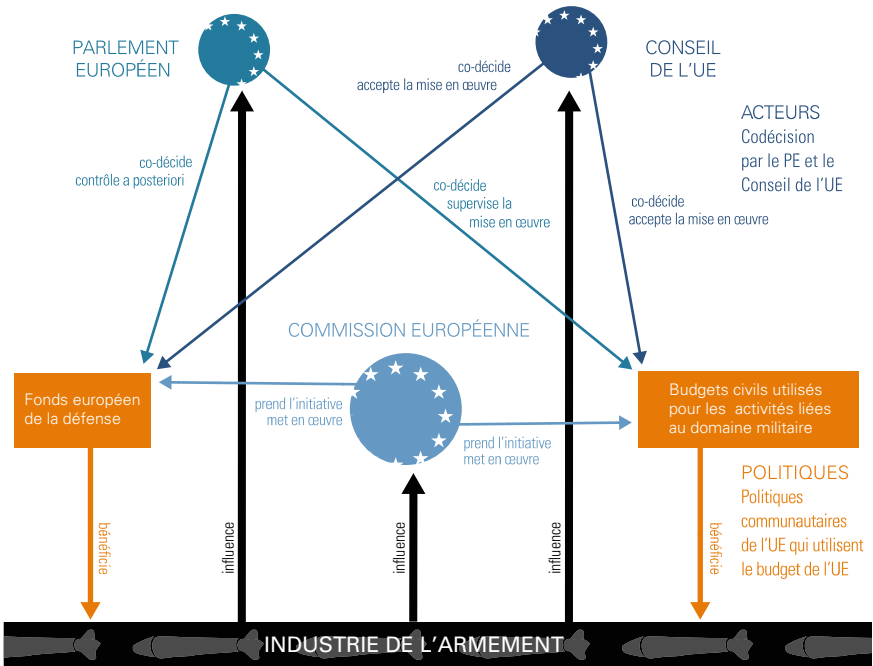 PARLEMENT
EUROPÉEN
CONSEIL
DE L'UE
co-décide
accepte la mise en œuvre
ACTEURS
Codécision
par le PE et le
Conseil de l'UE
co-décide
contrôle a posteriori
co-décide
supervise la
mise en œuvre
co-décide
accepte la mise en œuvre
COMMISSION EUROPÉENNE
Fonds européen
de la défense
prend l'initiative
met en œuvre
prend l'initiative
met en œuvre
Budgets civils utilisés
pour les activités liées
au domaine militaire
POLITIQUES
Politiques
communautaires
de l'UE qui utilisent
le budget de l'UE
bénéficie
influence
influence
influence
bénéficie
INDUSTRIE DE L'ARMEMENT